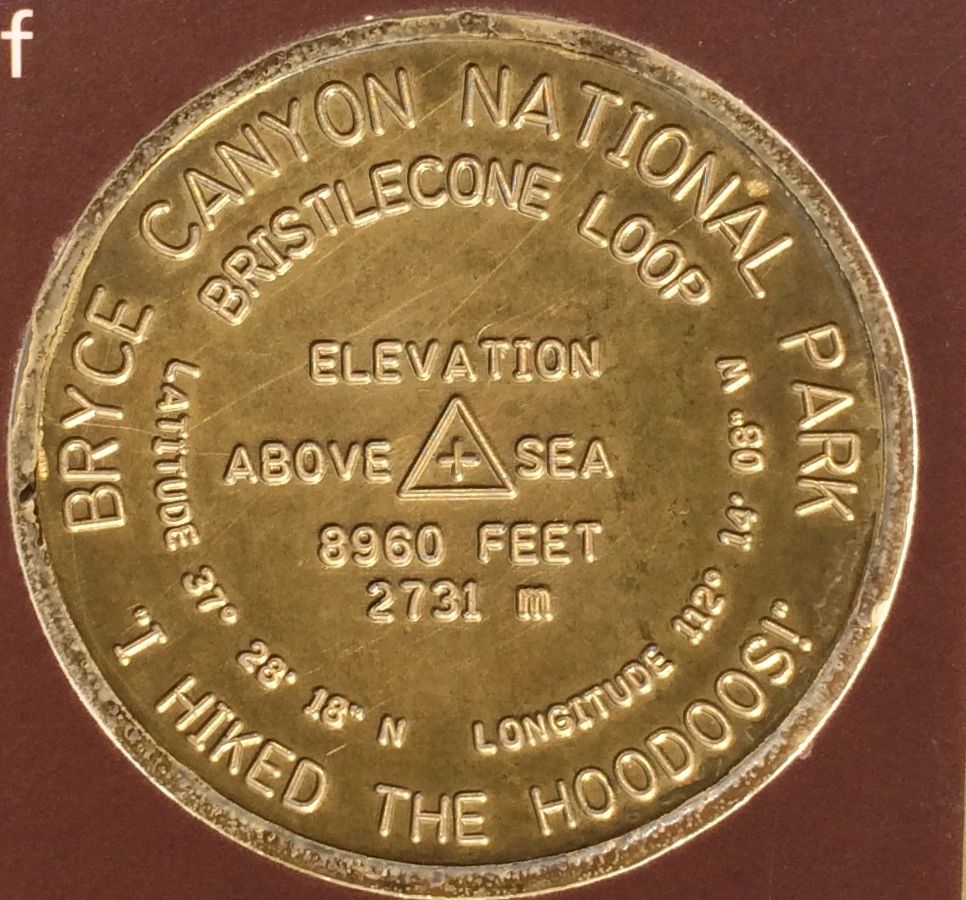 f
BRYCE CANYON NATIONAL PARK
BRISTLECONE LOOP
ELEVATION
ABOVE SEA
8960 FEET
2731 m
LATITUDE 37° 28' 18" N
LONGITUDE 112° 14' 08" W
"I HIKED THE HOODOOS!"